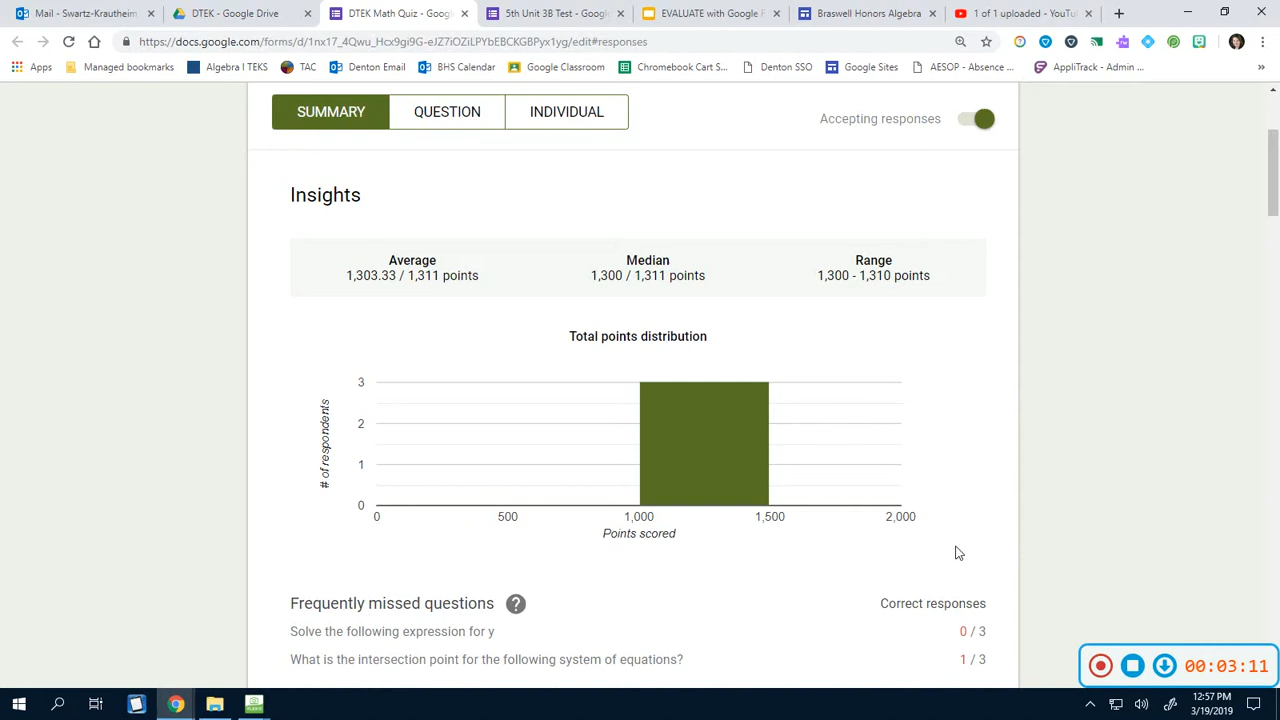 Mail - Swartz-Krautheim
DTEK - Google Drive
DTEK Math Quiz - Goog
5th Unit 3B Test - Goog
EVALUATE with Google F
Braswell Honors Algebra
1 of 1 uploaded - YouTu
https://docs.google.com/forms/d/1nx17_4Qwu_Hcx9gi9G-eJZ7iOZiLPYbEBCKGBPyx1yg/edit#responses
Apps
Managed bookmarks
Algebra I TEKS
TAC
Denton Email
BHS Calendar
Google Classroom
Chromebook Cart S...
Denton SSO
Google Sites
AESOP - Absence ...
AppliTrack - Admin ...
»
SUMMARY
QUESTION
INDIVIDUAL
Accepting responses
Insights
Average
Median
Range
1,303.33 / 1,311 points
1,300 / 1,311 points
1,300 - 1,310 points
Total points distribution
# of respondents
3
2
1
0
0
500
1,000
1,500
2,000
Points scored
Frequently missed questions
?
Correct responses
Solve the following expression for y
0 / 3
What is the intersection point for the following system of equations?
1 / 3
00:03:11
12:57 PM
3/19/2019